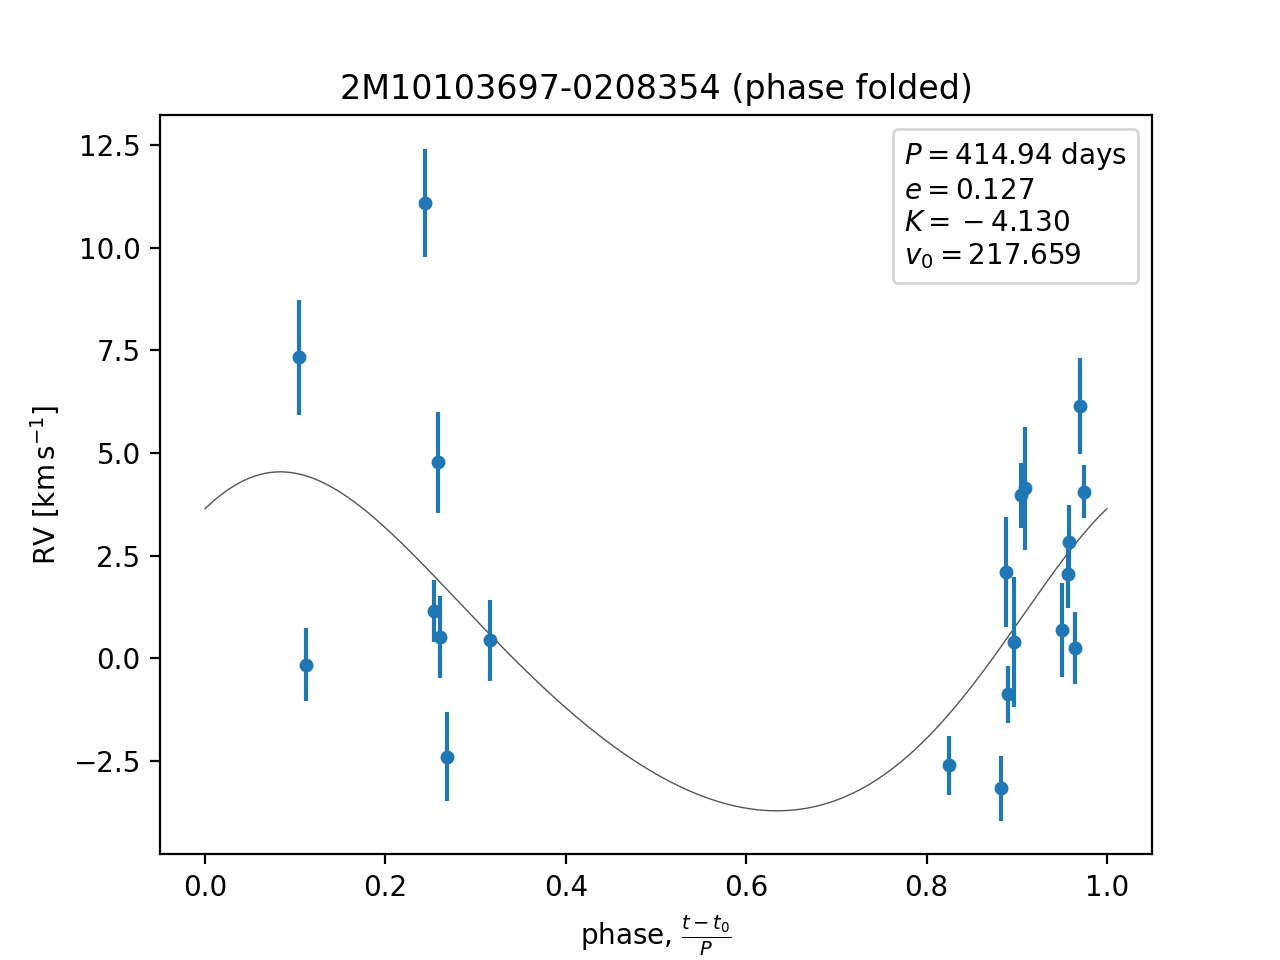 2M10103697-0208354 (phase folded)
P = 414.94 days
e = 0.127
K = −4.130
v₀ = 217.659
12.5
10.0
7.5
5.0
2.5
0.0
−2.5
RV [km s⁻¹]
0.0 0.2 0.4 0.6 0.8 1.0
phase, (t − t₀)/P